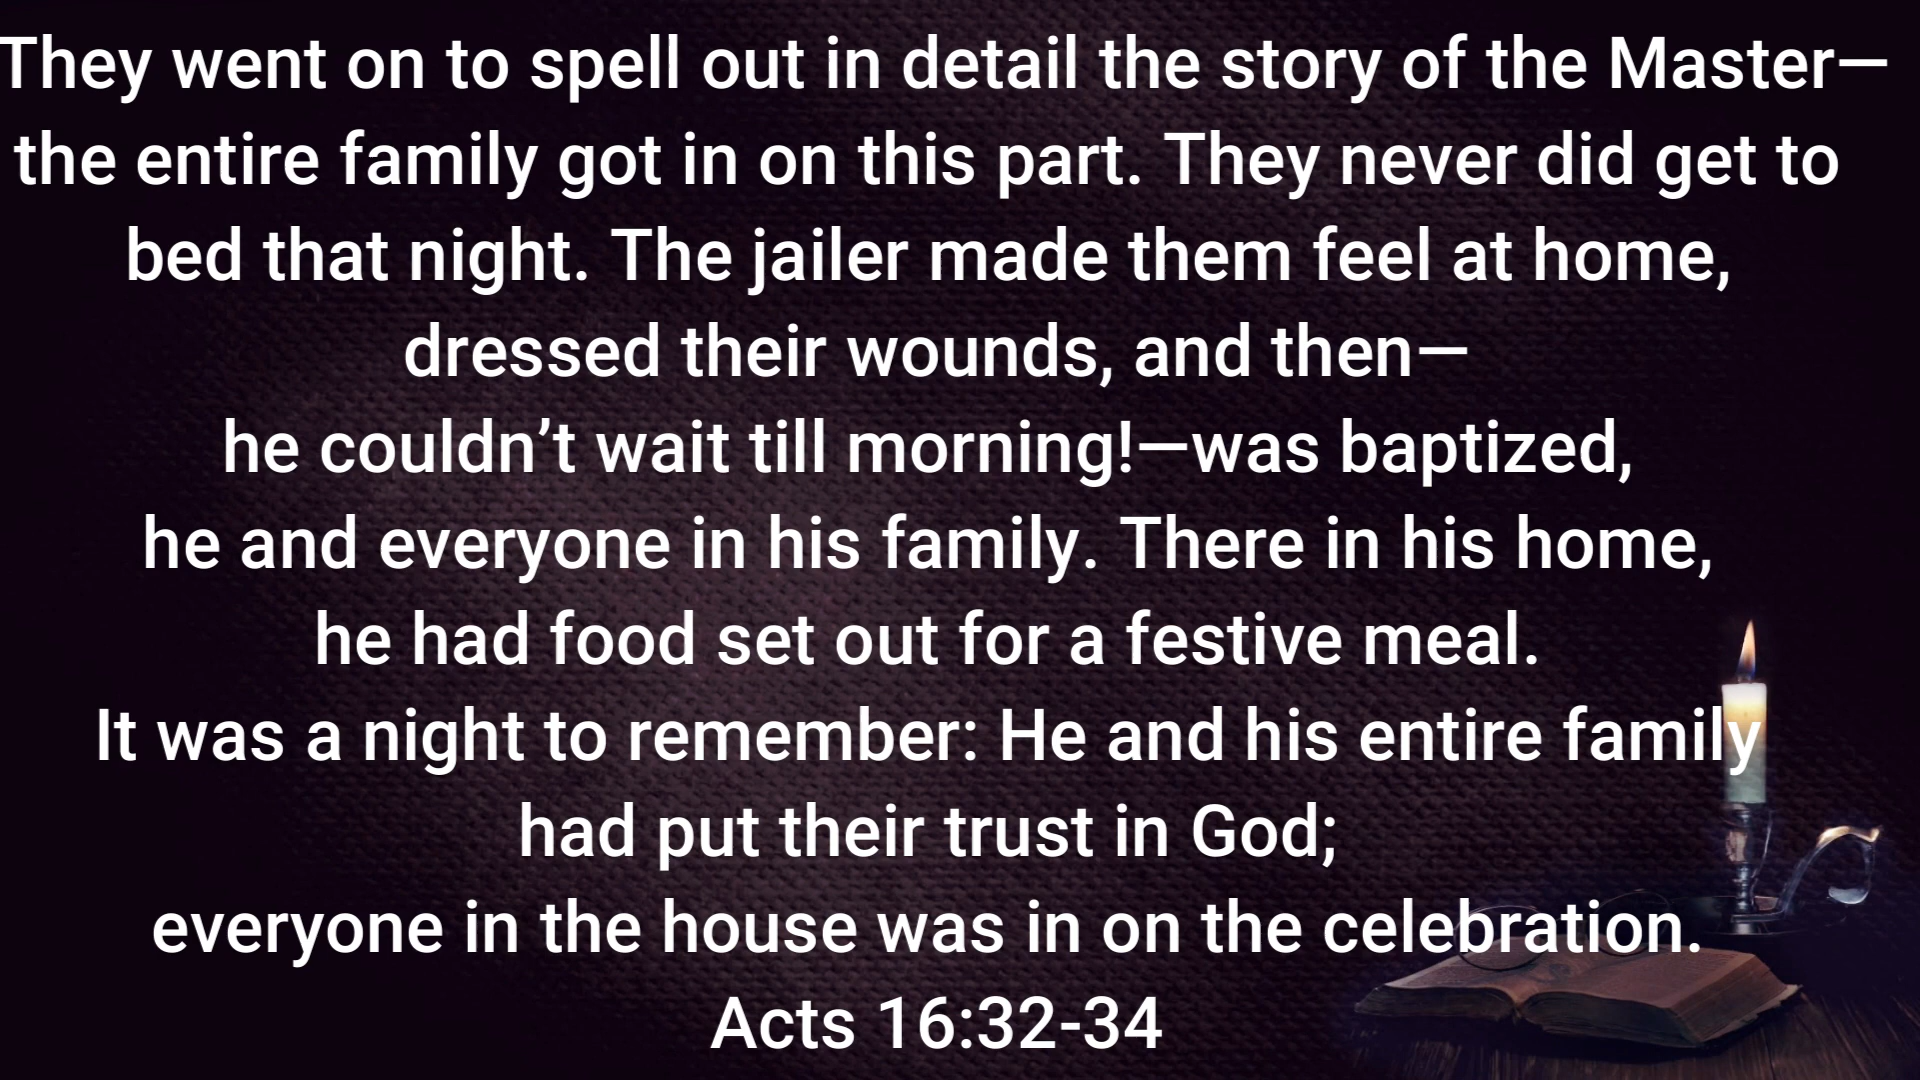 They went on to spell out in detail the story of the Master—
the entire family got in on this part. They never did get to
bed that night. The jailer made them feel at home,
dressed their wounds, and then—
he couldn’t wait till morning!—was baptized,
he and everyone in his family. There in his home,
he had food set out for a festive meal.
It was a night to remember: He and his entire family
had put their trust in God;
everyone in the house was in on the celebration.
Acts 16:32-34